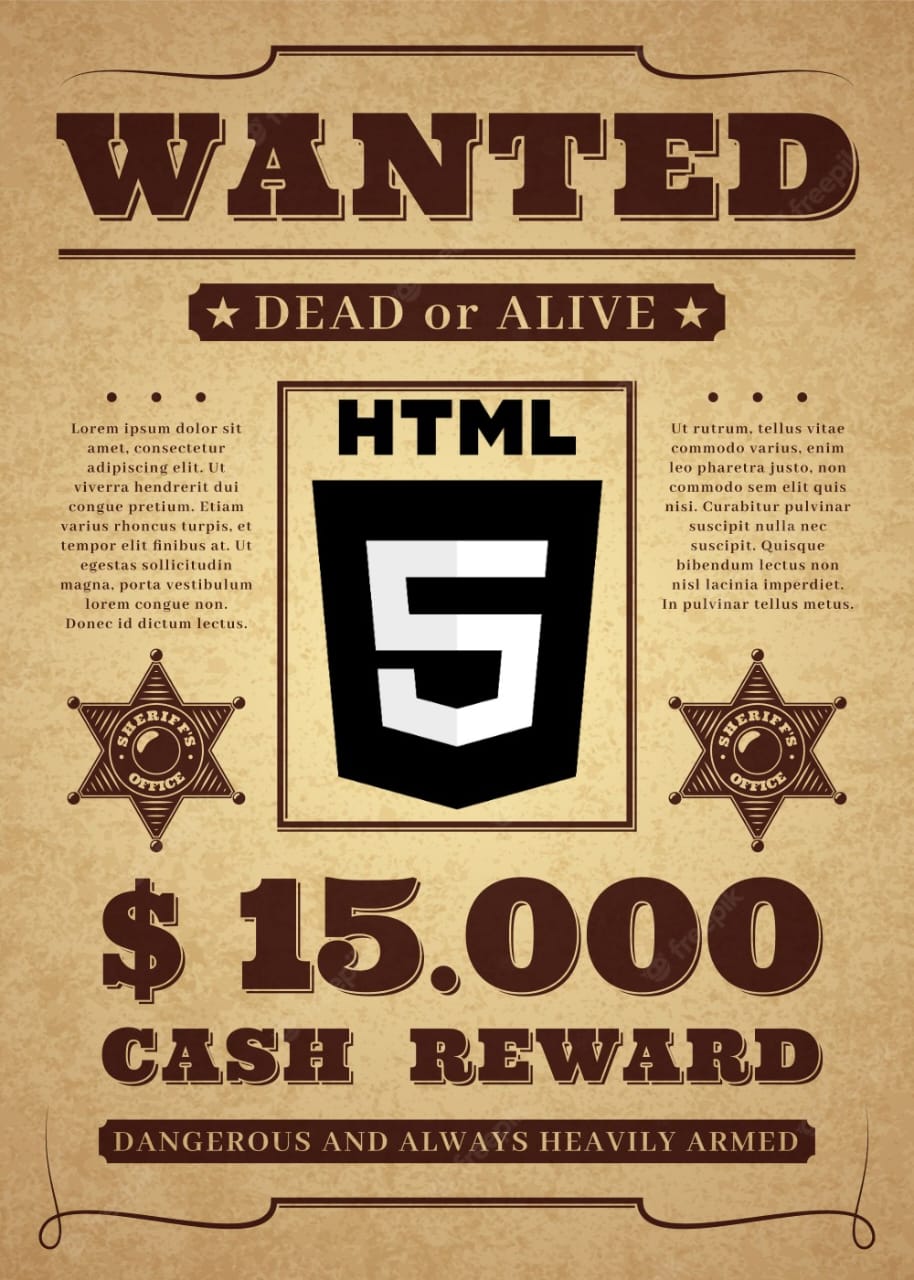 WANTED
★ DEAD or ALIVE ★
Lorem ipsum dolor sit
amet, consectetur
adipiscing elit. Ut
viverra hendrerit dui
congue pretium. Etiam
varius rhoncus turpis, et
tempor elit finibus at. Ut
egestas sollicitudin
magna, porta vestibulum
lorem congue non.
Donec id dictum lectus.
HTML
5
Ut rutrum, tellus vitae
commodo varius, enim
leo pharetra justo, non
commodo sem elit quis
nisi. Curabitur pulvinar
suscipit nulla nec
suscipit. Quisque
bibendum lectus non
nisl lacinia imperdiet.
In pulvinar tellus metus.
SHERIFF'S
OFFICE
SHERIFF'S
OFFICE
$ 15.000
CASH REWARD
DANGEROUS AND ALWAYS HEAVILY ARMED
freepik